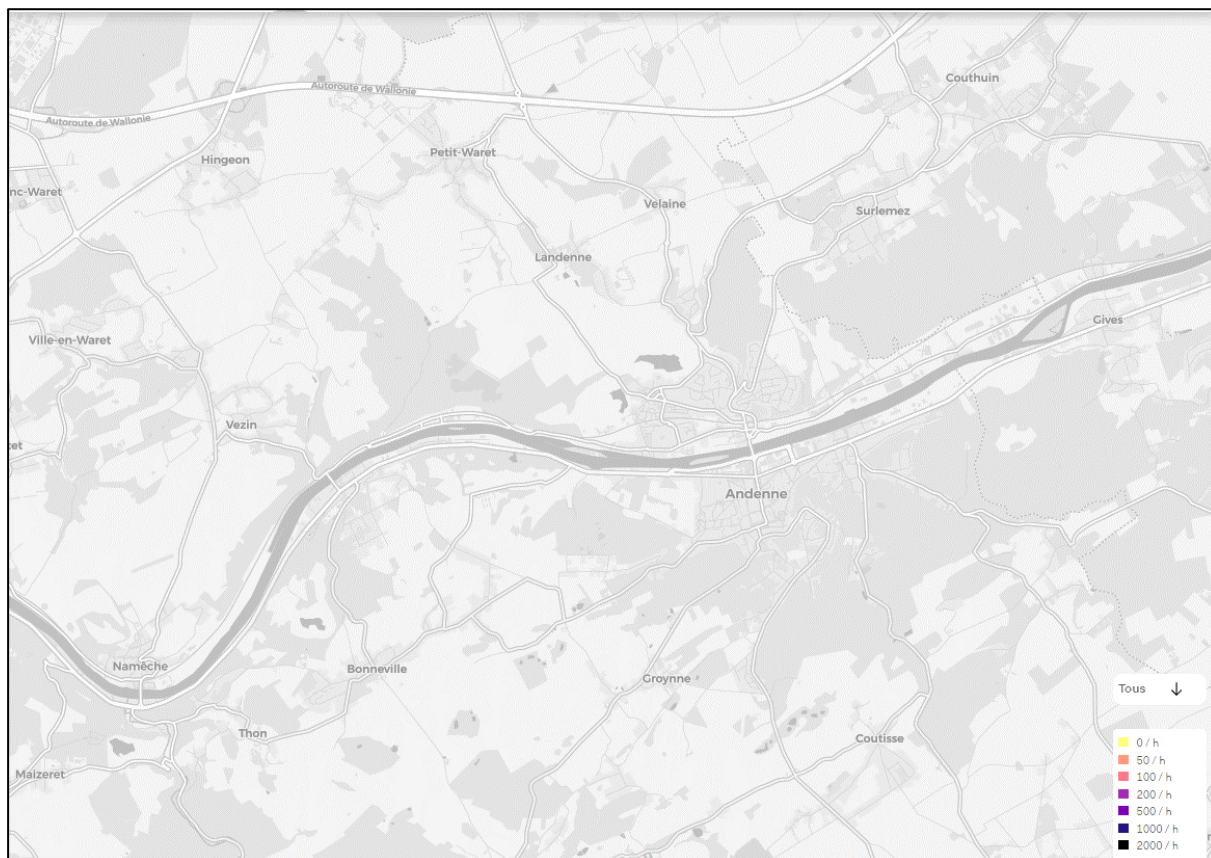 Couthuin
Autoroute de Wallonie
Autoroute de Wallonie
Petit-Waret
Hingeon
nc-Waret
Velaine
Surlemez
Landenne
Gives
Ville-en-Waret
Vezin
cet
Andenne
Namêche
Bonneville
Groynne
Tous
Thon
Coutisse
Maizeret
0 / h
50 / h
100 / h
200 / h
500 / h
1000 / h
2000 / h